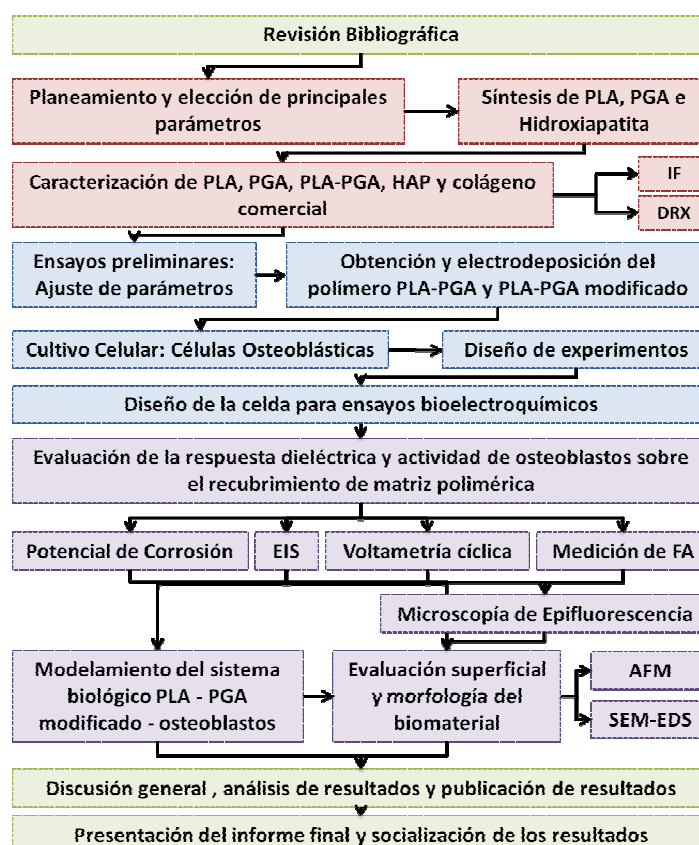 Revisión Bibliográfica
Planeamiento y elección de principales
parámetros
Síntesis de PLA, PGA e
Hidroxiapatita
Caracterización de PLA, PGA, PLA-PGA, HAP y colágeno
comercial
IF
DRX
Ensayos preliminares:
Ajuste de parámetros
Obtención y electrodeposición del
polímero PLA-PGA y PLA-PGA modificado
Cultivo Celular: Células Osteoblásticas
Diseño de experimentos
Diseño de la celda para ensayos bioelectroquímicos
Evaluación de la respuesta dieléctrica y actividad de osteoblastos sobre
el recubrimiento de matriz polimérica
Potencial de Corrosión
EIS
Voltametría cíclica
Medición de FA
Microscopía de Epifluorescencia
Modelamiento del sistema
biológico PLA - PGA
modificado - osteoblastos
Evaluación superficial
y morfología del
biomaterial
AFM
SEM-EDS
Discusión general , análisis de resultados y publicación de resultados
Presentación del informe final y socialización de los resultados